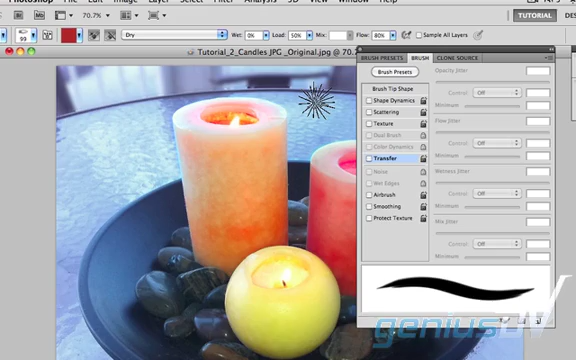 Photoshop File Edit Image Layer Select Filter Analysis 3D View Window Help
70.7% TUTORIAL DESIGN
99 Dry Wet: 0% Load: 50% Mix: Flow: 80% Sample All Layers
Tutorial_2_Candles JPG _Original.jpg @ 70.
BRUSH PRESETS BRUSH CLONE SOURCE
Brush Presets Opacity Jitter
Brush Tip Shape
Control: Off
Shape Dynamics
Minimum
Scattering
Flow Jitter
Texture
Dual Brush
Control: Off
Color Dynamics
Minimum
Transfer
Noise
Wetness Jitter
Wet Edges
Control: Off
Airbrush
Minimum
Smoothing
Mix Jitter
Protect Texture
Control: Off
Minimum
geniusDV